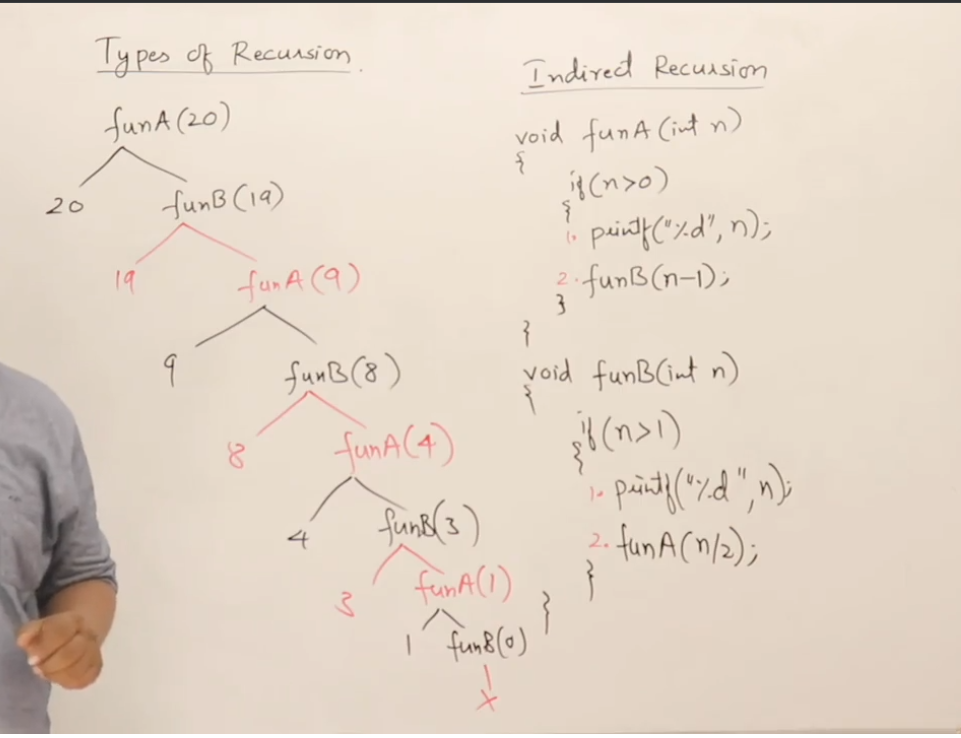 Types of Recursion
funA(20)
20 funB(19)
19 funA(9)
9 funB(8)
8 funA(4)
4 funB(3)
3 funA(1)
1 funB(0)
x
Indirect Recursion
void funA(int n)
{
if(n>0)
{
1. printf("%d", n);
2. funB(n-1);
}
}
void funB(int n)
{
if(n>1)
{
1. printf("%d", n);
2. funA(n/2);
}
}